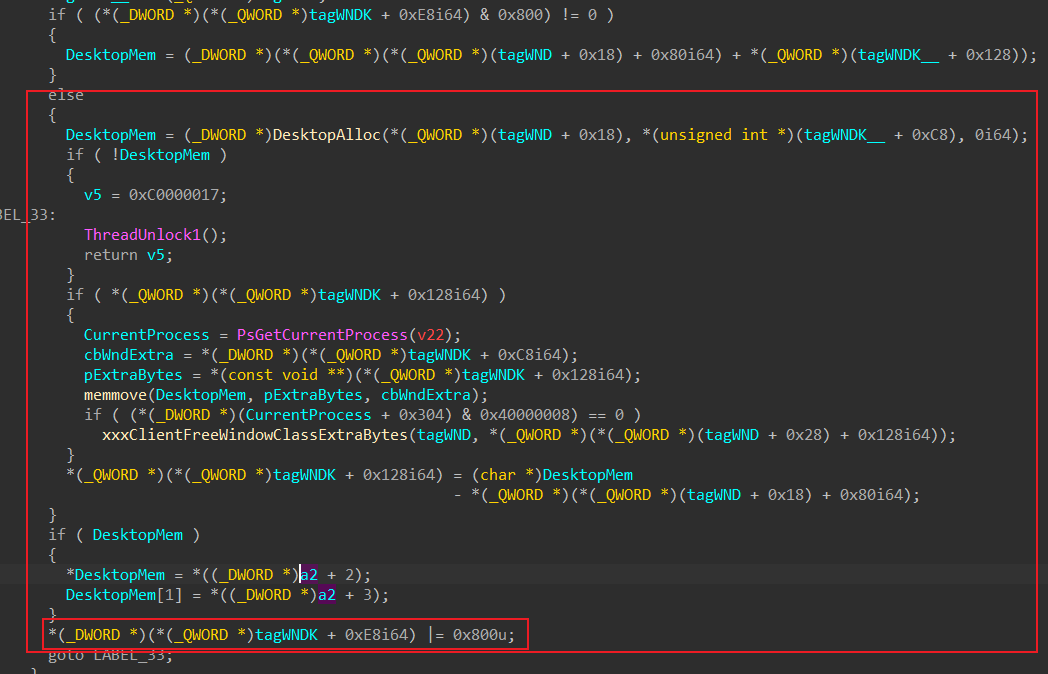 if ( (*(_DWORD *)(*(_QWORD *)tagWNDK + 0xE8i64) & 0x800) != 0 )
{
DesktopMem = (_DWORD *)(*(_QWORD *)(*(_QWORD *)(tagWND + 0x18) + 0x80i64) + *(_QWORD *)(tagWNDK__ + 0x128));
}
else
{
DesktopMem = (_DWORD *)DesktopAlloc(*(_QWORD *)(tagWND + 0x18), *(unsigned int *)(tagWNDK__ + 0xC8), 0i64);
if ( !DesktopMem )
{
v5 = 0xC0000017;
BEL_33:
ThreadUnlock1();
return v5;
}
if ( *(_QWORD *)(*(_QWORD *)tagWNDK + 0x128i64) )
{
CurrentProcess = PsGetCurrentProcess(v22);
cbWndExtra = *(_DWORD *)(*(_QWORD *)tagWNDK + 0xC8i64);
pExtraBytes = *(const void **)(*(_QWORD *)tagWNDK + 0x128i64);
memmove(DesktopMem, pExtraBytes, cbWndExtra);
if ( (*(_DWORD *)(CurrentProcess + 0x304) & 0x40000008) == 0 )
xxxClientFreeWindowClassExtraBytes(tagWND, *(_QWORD *)(*(_QWORD *)(tagWND + 0x28) + 0x128i64));
}
*(_QWORD *)(*(_QWORD *)tagWNDK + 0x128i64) = (char *)DesktopMem
- *(_QWORD *)(*(_QWORD *)(tagWND + 0x18) + 0x80i64);
}
if ( DesktopMem )
{
*DesktopMem = *((_DWORD *)a2 + 2);
DesktopMem[1] = *((_DWORD *)a2 + 3);
}
*(_DWORD *)(*(_QWORD *)tagWNDK + 0xE8i64) |= 0x800u;
goto LABEL_33;
}